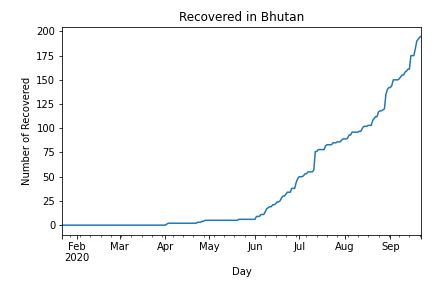 Recovered in Bhutan
200
175
150
125
100
75
50
25
0
Number of Recovered
Feb Mar Apr May Jun Jul Aug Sep
2020
Day